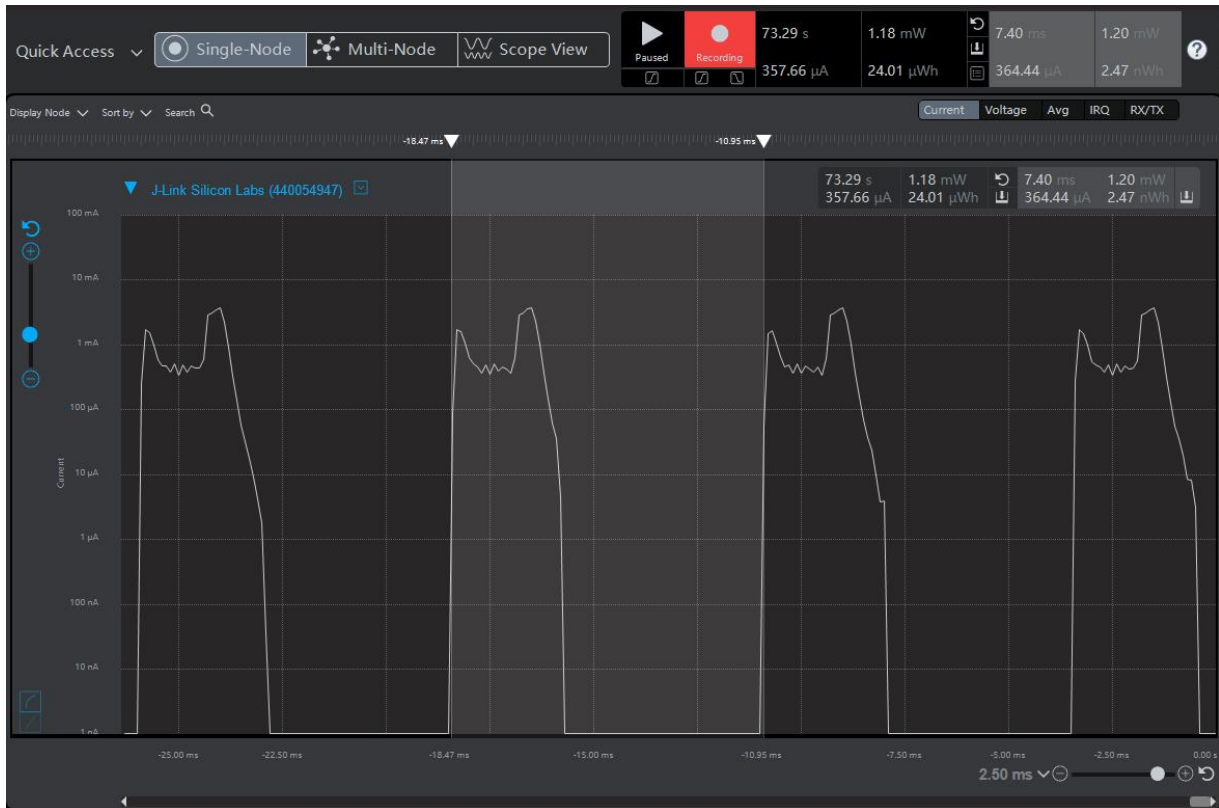 Quick Access Single-Node Multi-Node Scope View
Paused Recording
73.29 s 1.18 mW 7.40 ms 1.20 mW
357.66 µA 24.01 µWh 364.44 µA 2.47 nWh
?
Display Node Sort by Search
Current Voltage Avg IRQ RX/TX
-18.47 ms -10.95 ms
J-Link Silicon Labs (440054947)
73.29 s 1.18 mW 7.40 ms 1.20 mW
357.66 µA 24.01 µWh 364.44 µA 2.47 nWh
100 mA
10 mA
1 mA
100 µA
Current
10 µA
1 µA
100 nA
10 nA
1 nA
-25.00 ms -22.50 ms -18.47 ms -15.00 ms -10.95 ms -7.50 ms -5.00 ms -2.50 ms 0.00 s
2.50 ms